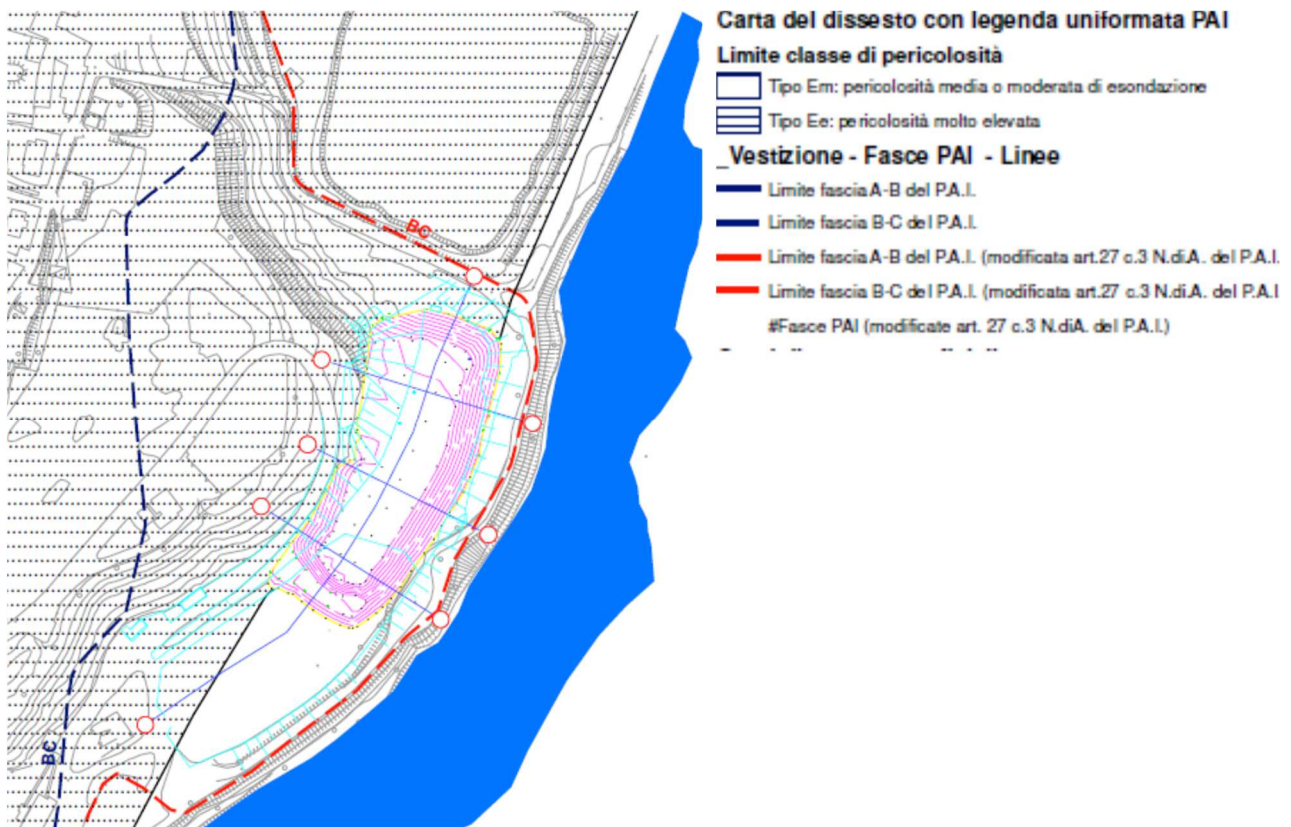 Carta del dissesto con legenda uniformata PAI
Limite classe di pericolosità
Tipo Em: pericolosità media o moderata di esondazione
Tipo Ee: pericolosità molto elevata
_Vestizione - Fasce PAI - Linee
Limite fascia A-B del P.A.I.
Limite fascia B-C del P.A.I.
Limite fascia A-B del P.A.I. (modificata art.27 c.3 N.di.A. del P.A.I.
Limite fascia B-C del P.A.I. (modificata art.27 c.3 N.di.A. del P.A.I
#Fasce PAI (modificate art. 27 c.3 N.diA. del P.A.I.)
BC
BC